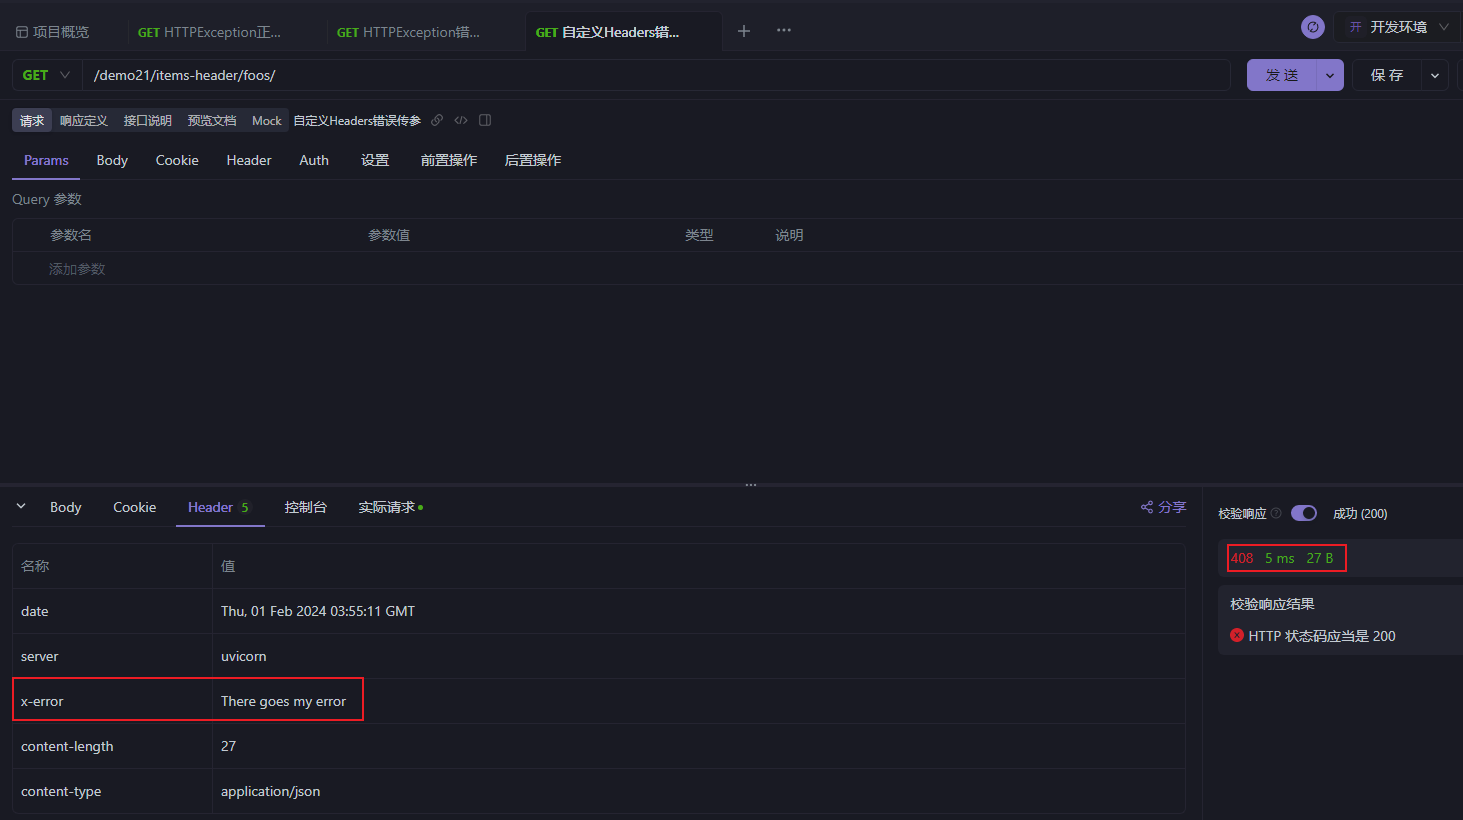 项目概览 GET HTTPException正... GET HTTPException错... GET 自定义Headers错... 开 开发环境
GET /demo21/items-header/foos/ 发 送 保 存
请求 响应定义 接口说明 预览文档 Mock 自定义Headers错误传参
Params Body Cookie Header Auth 设置 前置操作 后置操作
Query 参数
参数名 参数值 类型 说明
添加参数
Body Cookie Header 5 控制台 实际请求 分享 校验响应 成功 (200)
408 5 ms 27 B
名称 值
校验响应结果
date Thu, 01 Feb 2024 03:55:11 GMT
HTTP 状态码应当是 200
server uvicorn
x-error There goes my error
content-length 27
content-type application/json